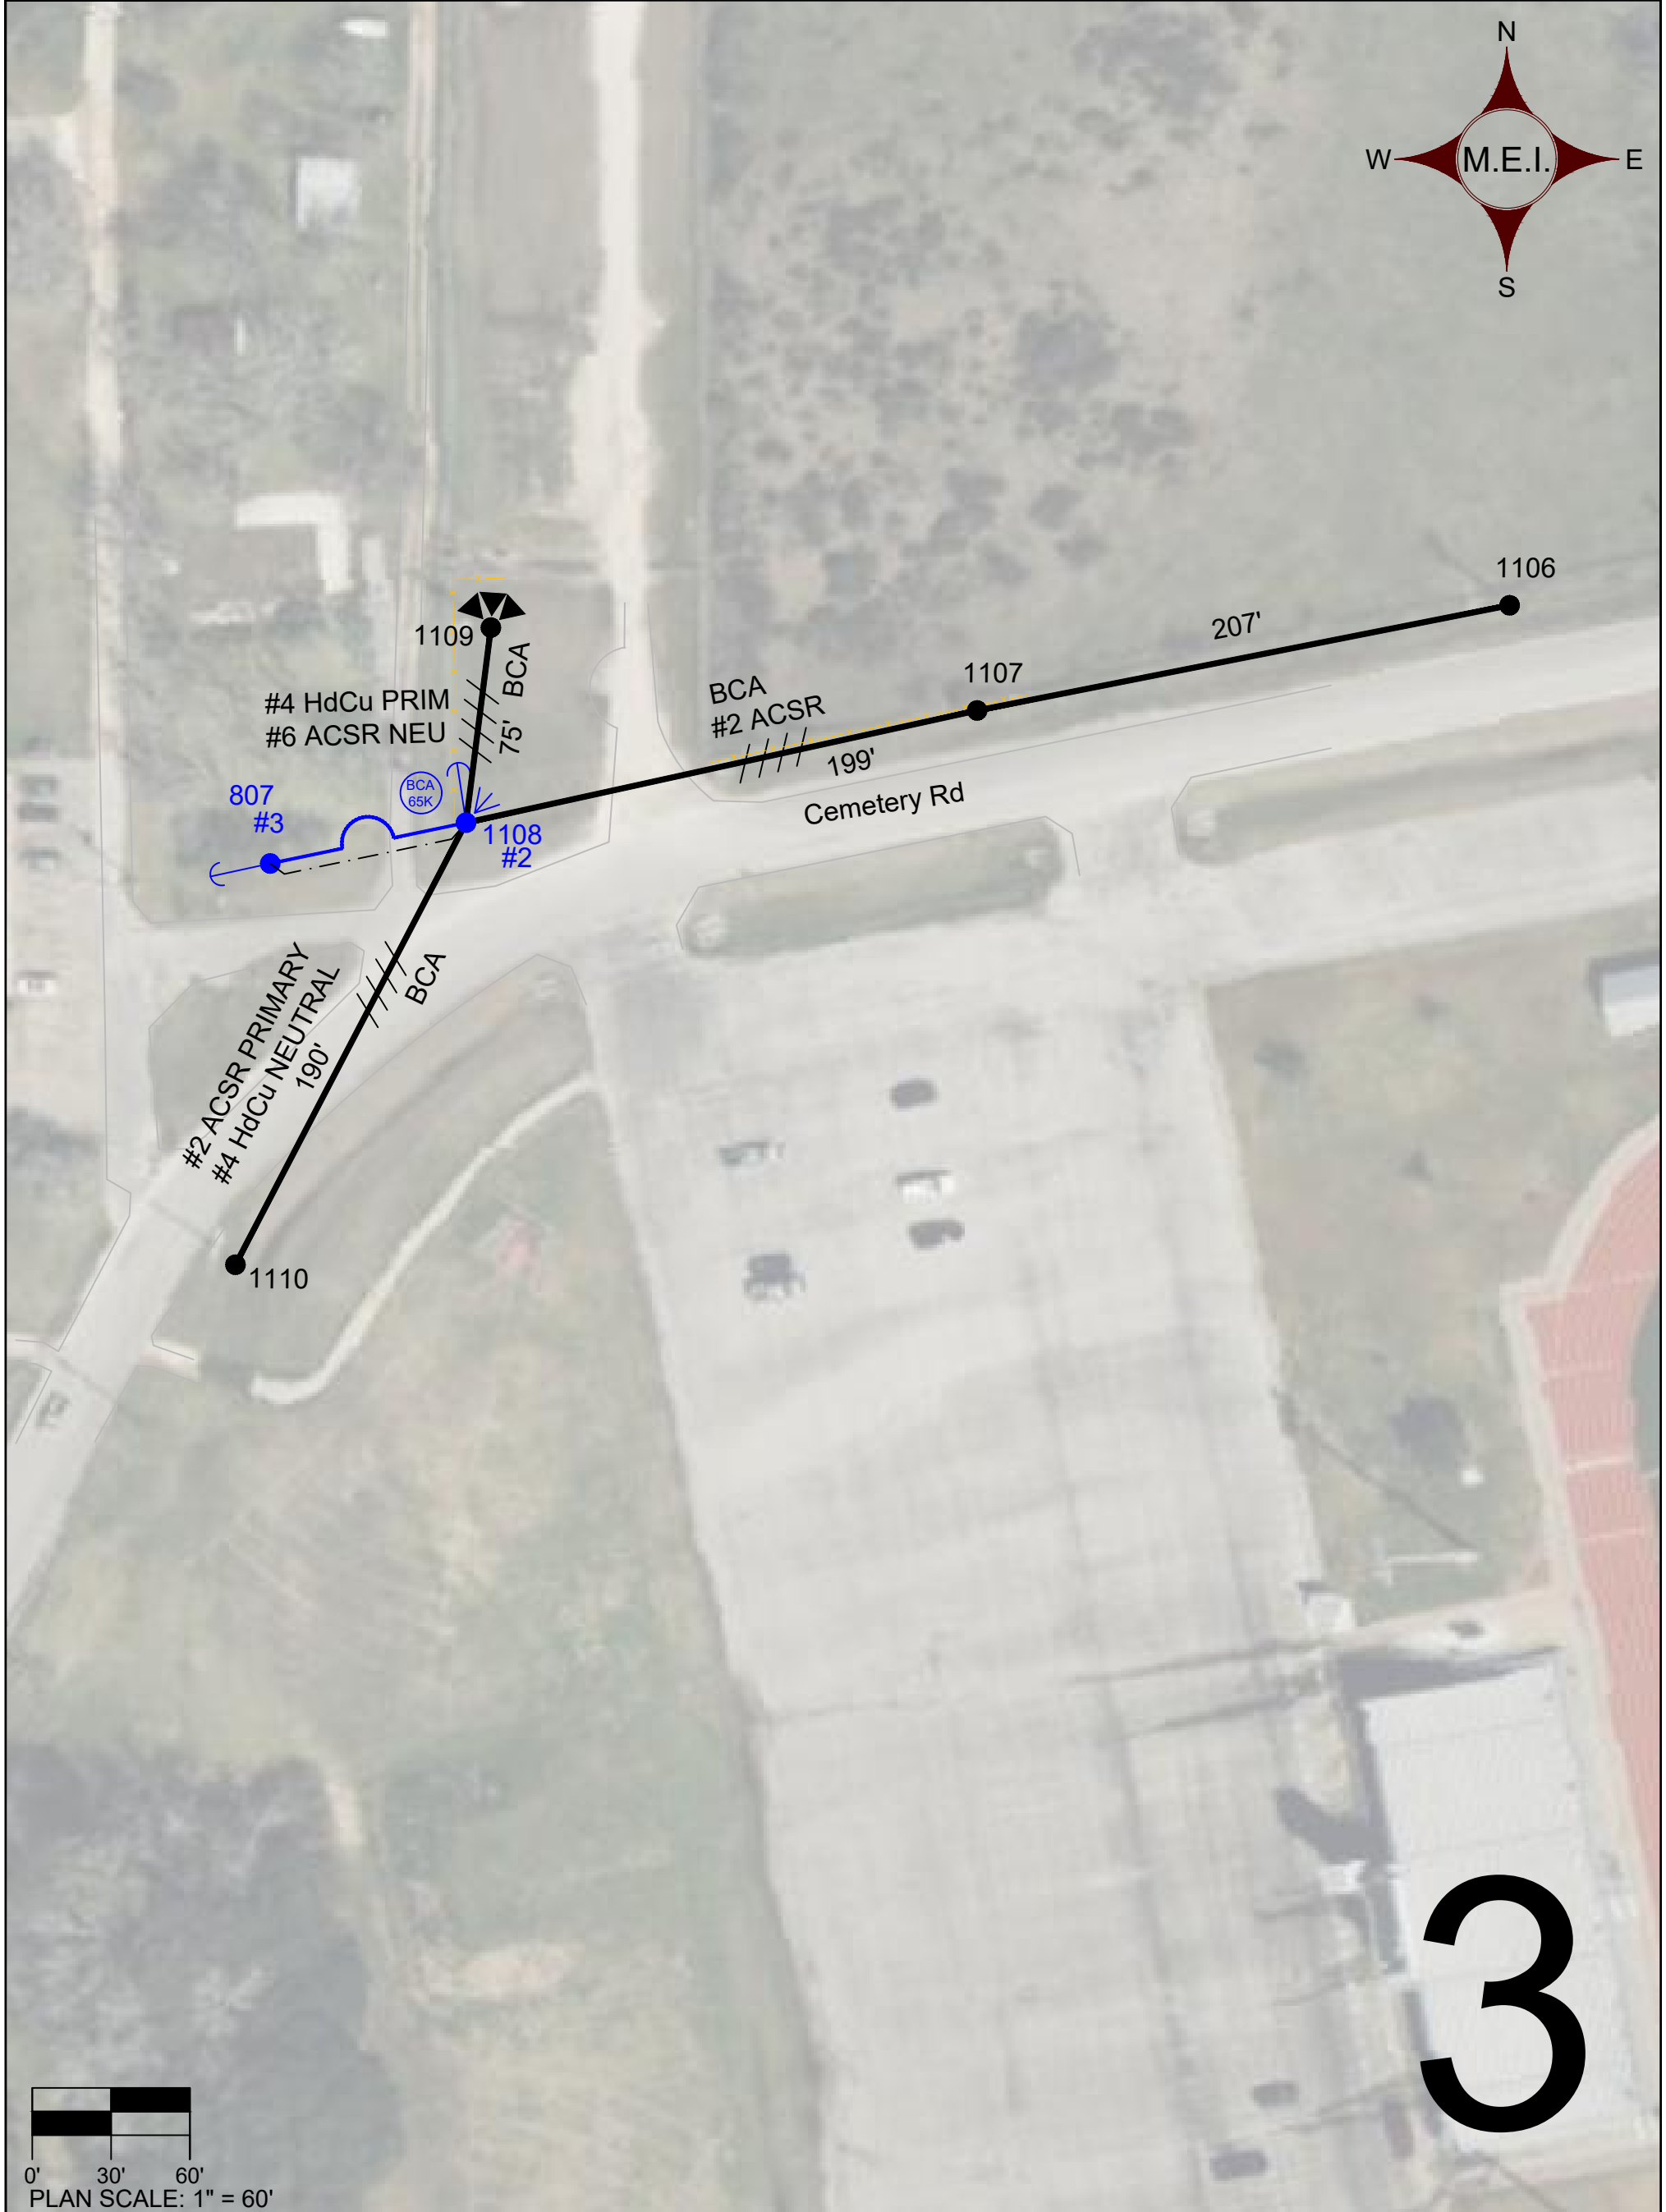 N
W M.E.I. E
S
1106
207'
1107
1109
BCA
75'
#4 HdCu PRIM
#6 ACSR NEU
BCA
#2 ACSR
199'
Cemetery Rd
BCA
65K
807
#3
1108
#2
BCA
#2 ACSR PRIMARY
#4 HdCu NEUTRAL
190'
1110
3
0' 30' 60'
PLAN SCALE: 1" = 60'